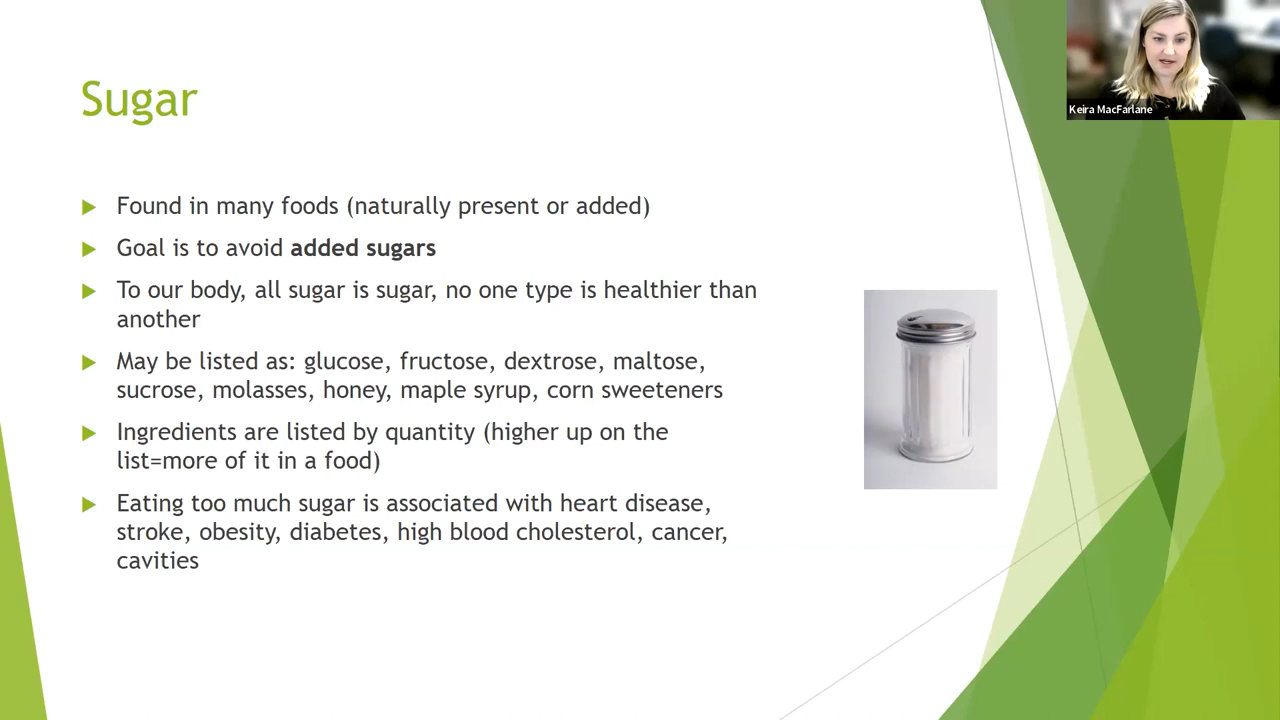 Sugar
Keira MacFarlane
Found in many foods (naturally present or added)
Goal is to avoid added sugars
To our body, all sugar is sugar, no one type is healthier than
another
May be listed as: glucose, fructose, dextrose, maltose,
sucrose, molasses, honey, maple syrup, corn sweeteners
Ingredients are listed by quantity (higher up on the
list=more of it in a food)
Eating too much sugar is associated with heart disease,
stroke, obesity, diabetes, high blood cholesterol, cancer,
cavities